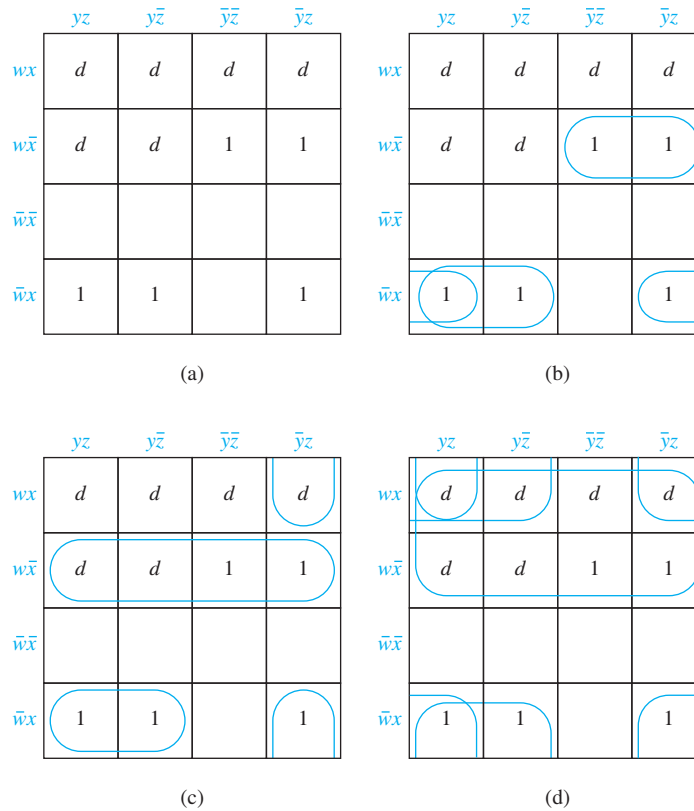 yz yz̄ ȳz̄ ȳz
wx d d d d
wx̄ d d 1 1
w̄x̄
w̄x 1 1 1
(a)
yz yz̄ ȳz̄ ȳz
wx d d d d
wx̄ d d 1 1
w̄x̄
w̄x 1 1 1
(b)
yz yz̄ ȳz̄ ȳz
wx d d d d
wx̄ d d 1 1
w̄x̄
w̄x 1 1 1
(c)
yz yz̄ ȳz̄ ȳz
wx d d d d
wx̄ d d 1 1
w̄x̄
w̄x 1 1 1
(d)